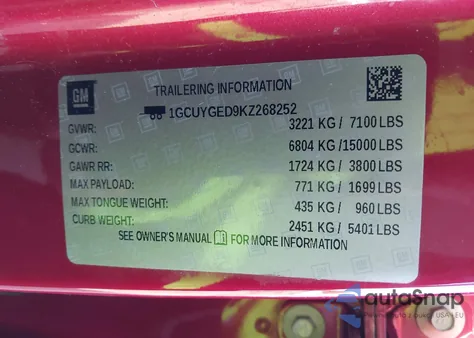 GM
TRAILERING INFORMATION
1GCUYGED9KZ268252
GVWR: 3221 KG / 7100 LBS
GCWR: 6804 KG / 15000 LBS
GAWR RR: 1724 KG / 3800 LBS
MAX PAYLOAD: 771 KG / 1699 LBS
MAX TONGUE WEIGHT: 435 KG / 960 LBS
CURB WEIGHT: 2451 KG / 5401 LBS
SEE OWNER'S MANUAL FOR MORE INFORMATION
autoSnap